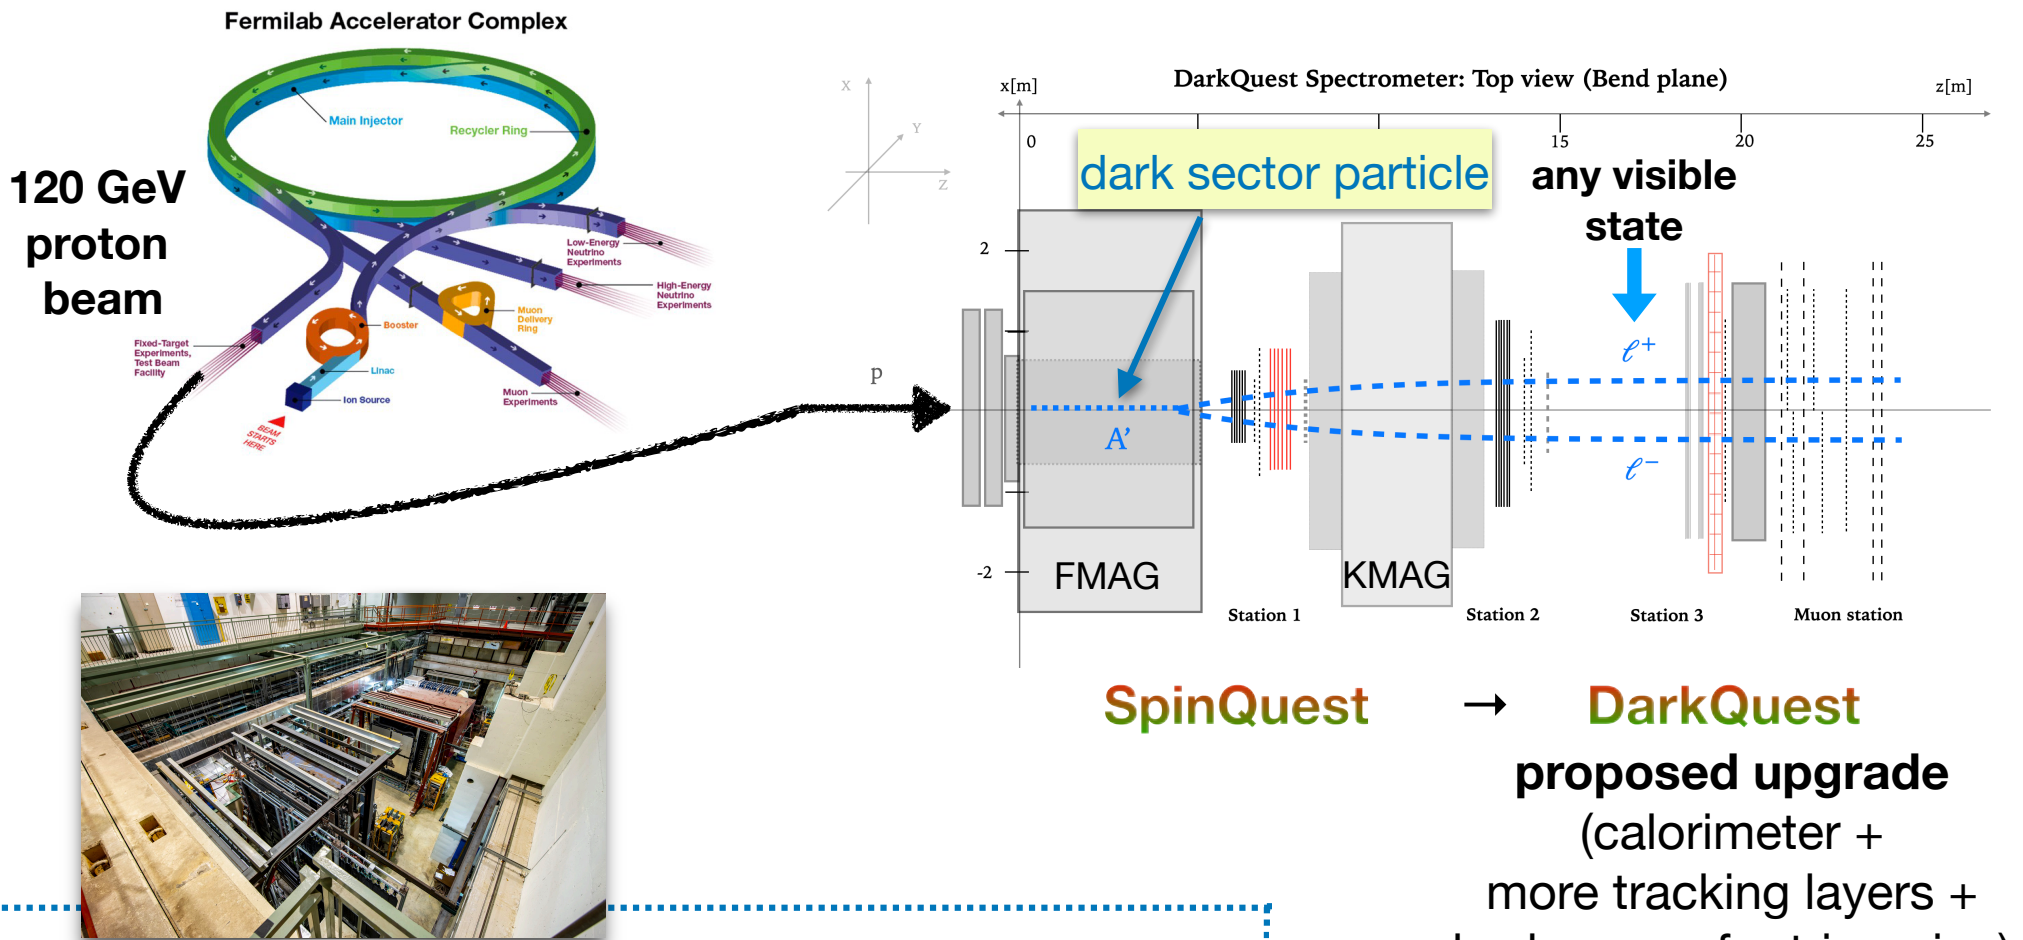 Fermilab Accelerator Complex
Main Injector
Recycler Ring
120 GeV
proton
beam
Low-Energy
Neutrino
Experiments
High-Energy
Neutrino
Experiments
Muon
Delivery
Ring
Booster
Fixed-Target
Experiments,
Test Beam
Facility
Linac
Ion Source
Muon
Experiments
BEAM
STARTS
HERE
p
X
Y
Z
DarkQuest Spectrometer: Top view (Bend plane)
x[m]
z[m]
0
15
20
25
dark sector particle
any visible
state
2
-2
A’
ℓ+
ℓ−
FMAG
KMAG
Station 1
Station 2
Station 3
Muon station
SpinQuest → DarkQuest
proposed upgrade
(calorimeter +
more tracking layers +